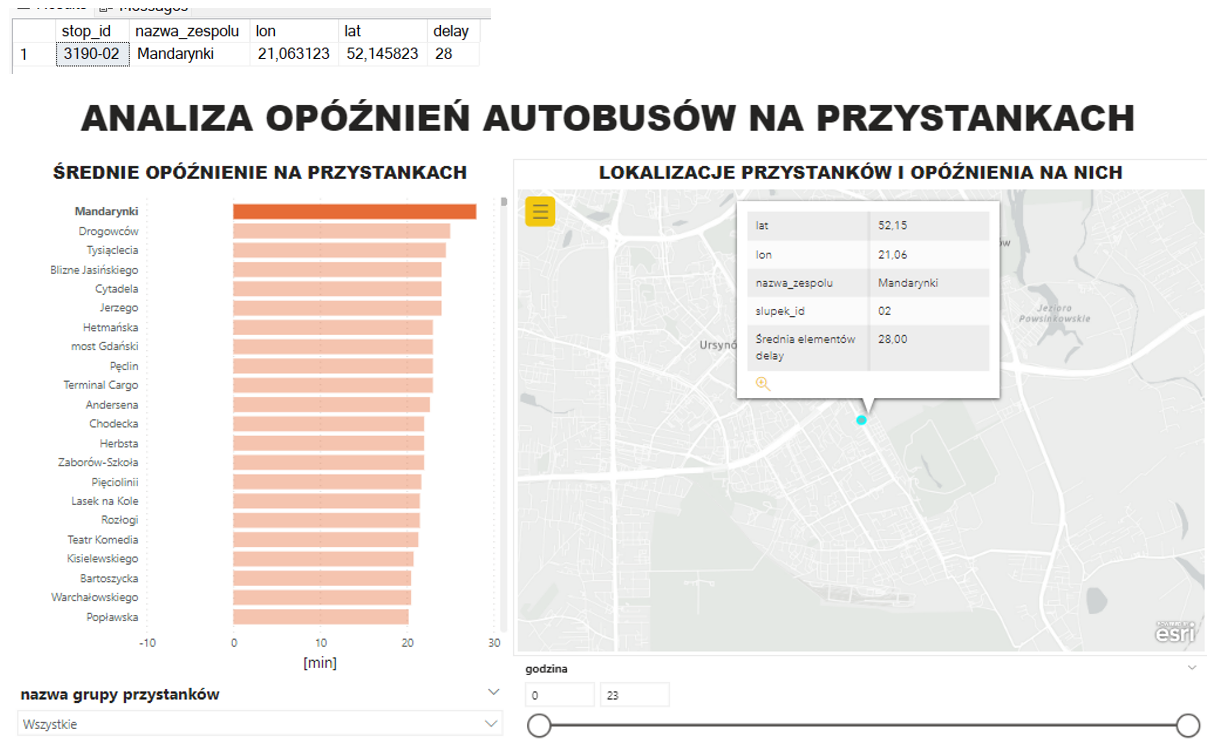 Results Messages
stop_id nazwa_zespolu lon lat delay
1 3190-02 Mandarynki 21,063123 52,145823 28
ANALIZA OPÓŹNIEŃ AUTOBUSÓW NA PRZYSTANKACH
ŚREDNIE OPÓŹNIENIE NA PRZYSTANKACH
Mandarynki
Drogowców
Tysiąclecia
Blizne Jasińskiego
Cytadela
Jerzego
Hetmańska
most Gdański
Pęclin
Terminal Cargo
Andersena
Chodecka
Herbsta
Zaborów-Szkoła
Pięciolinii
Lasek na Kole
Rozłogi
Teatr Komedia
Kisielewskiego
Bartoszycka
Warchałowskiego
Popławska
-10 0 10 20 30
[min]
nazwa grupy przystanków
Wszystkie
LOKALIZACJE PRZYSTANKÓW I OPÓŹNIENIA NA NICH
lat 52,15
lon 21,06
nazwa_zespolu Mandarynki
slupek_id 02
Średnia elementów
delay 28,00
Ursynó
Jezioro
Powsinkowskie
esri
godzina
0 23